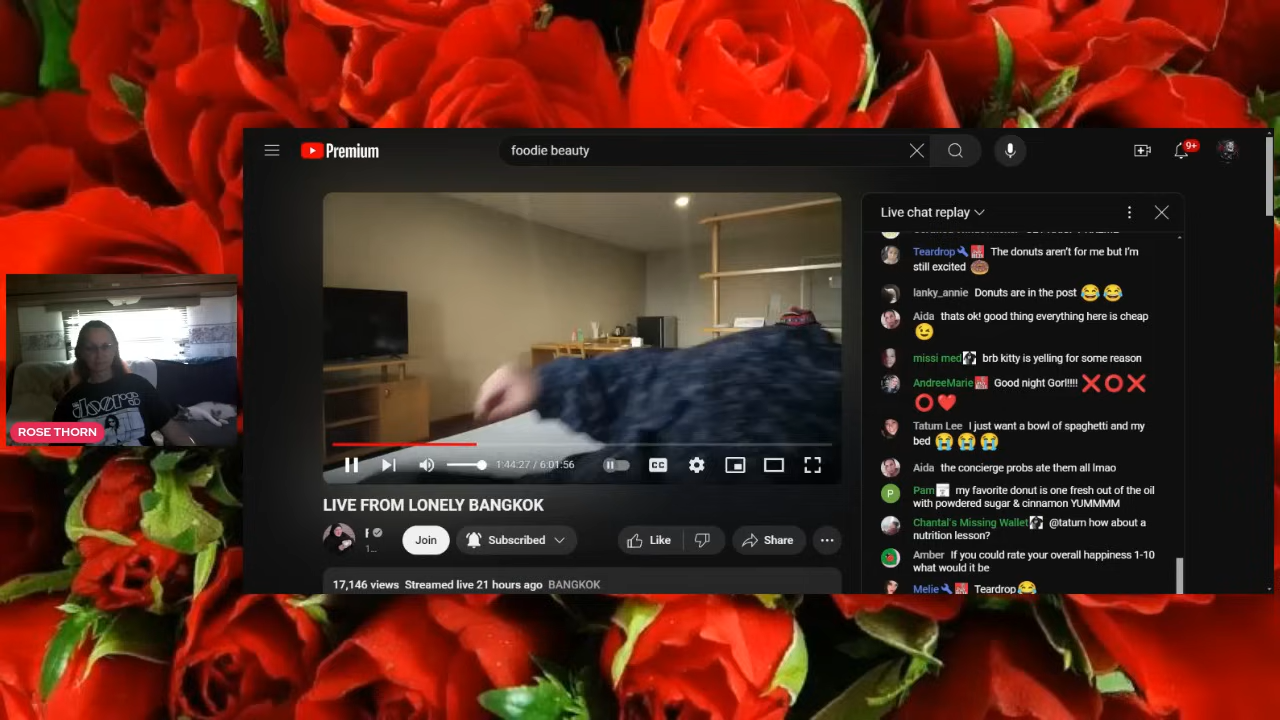 Premium
foodie beauty
9+
Live chat replay
Teardrop The donuts aren't for me but I'm
still excited
lanky_annie Donuts are in the post 😂 😂
Aida thats ok! good thing everything here is cheap
😉
missi med brb kitty is yelling for some reason
AndreeMarie Good night Gorl!!!! ❌ ⭕ ❌
⭕ ❤️
Tatum Lee I just want a bowl of spaghetti and my
bed 😭 😭 😭
Aida the concierge probs ate them all lmao
Pam my favorite donut is one fresh out of the oil
with powdered sugar & cinnamon YUMMMM
Chantal's Missing Wallet @tatum how about a
nutrition lesson?
Amber If you could rate your overall happiness 1-10
what would it be
Melie Teardrop 😂
the doors
ROSE THORN
1:44:27 / 6:01:56
CC
LIVE FROM LONELY BANGKOK
F
1...
Join
Subscribed
Like
Share
17,146 views Streamed live 21 hours ago BANGKOK